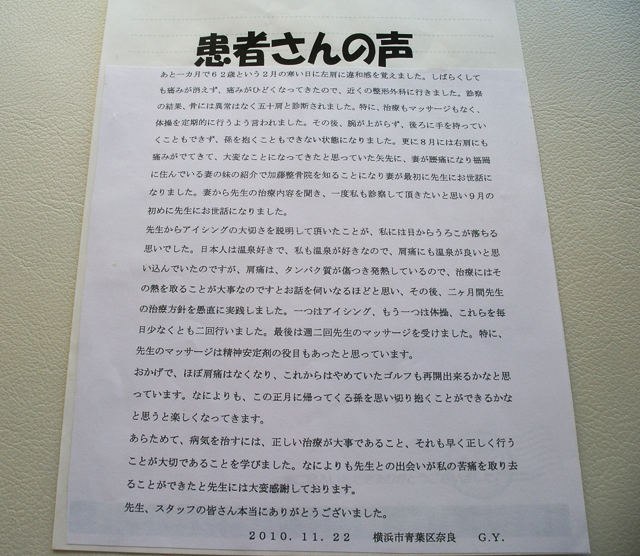 患者さんの声
あと一カ月で６２歳という２月の寒い日に左肩に違和感を覚えました。しばらくして
も痛みが消えず、痛みがひどくなってきたので、近くの整形外科に行きました。診察
の結果、骨には異常はなく五十肩と診断されました。特に、治療もマッサージもなく、
体操を定期的に行うよう言われました。その後、腕が上がらず、後ろに手を持ってい
くこともできず、孫を抱くこともできない状態になりました。更に８月には右肩にも
痛みがでてきて、大変なことになってきたと思っていた矢先に、妻が腰痛になり
に住んでいる妻の妹の紹介で加藤整骨院を知ることになり妻が最初に先生にお世話に
なりました。妻から先生の治療内容を聞き、一度私も診察して頂きたいと思い９月の
初めに先生にお世話になりました。
先生からアイシングの大切さを説明して頂いたことが、私には目からうろこが落ちる
思いでした。日本人は温泉好きで、私も温泉が好きなので、肩痛にも温泉が良いと思
い込んでいたのですが、肩痛は、タンパク質が傷つき発熱しているので、治療にはそ
の熱を取ることが大事なのですとお話を伺いなるほどと思い、その後、二ヶ月間先生
の治療方針を愚直に実践しました。一つはアイシング、もう一つは体操、これらを毎
日少なくとも二回行いました。最後は週二回先生のマッサージを受けました。特に、
先生のマッサージは精神安定剤の役目もあったと思っています。
おかげで、ほぼ肩痛はなくなり、これからはやめていたゴルフも再開出来るかなと思
っています。なによりも、この正月に帰ってくる孫を思い切り抱くことができるかな
と思うと楽しくなってきます。
あらためて、病気を治すには、正しい治療が大事であること、それも早く正しく行う
ことが大切であることを学びました。なによりも先生との出会いが私の苦痛を取り去
ることができたと先生には大変感謝しております。
先生、スタッフの皆さん本当にありがとうございました。
２０１０．１１．２２　横浜市青葉区奈良　Ｇ.Ｙ.